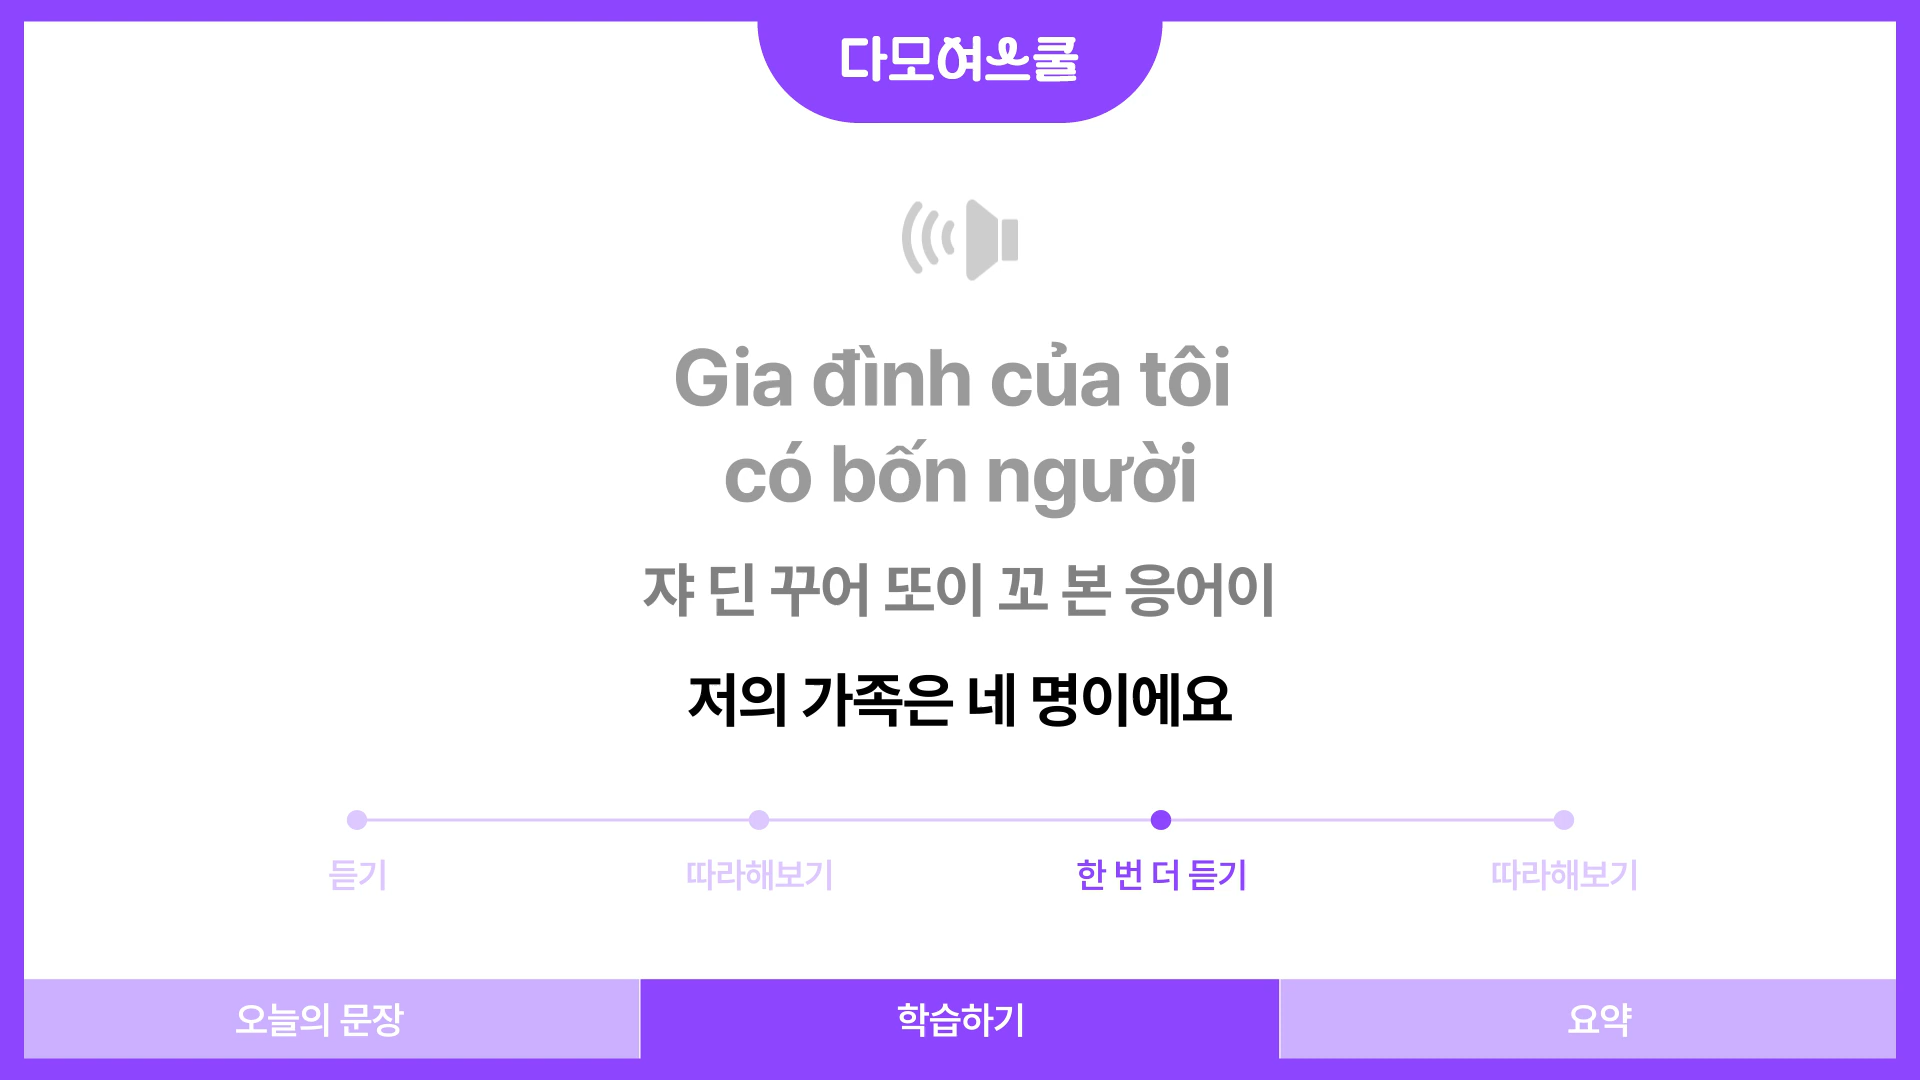 다모여스쿨
Gia đình của tôi
có bốn người
쟈 딘 꾸어 또이 꼬 본 응어이
저의 가족은 네 명이에요
듣기
따라해보기
한 번 더 듣기
따라해보기
오늘의 문장
학습하기
요약